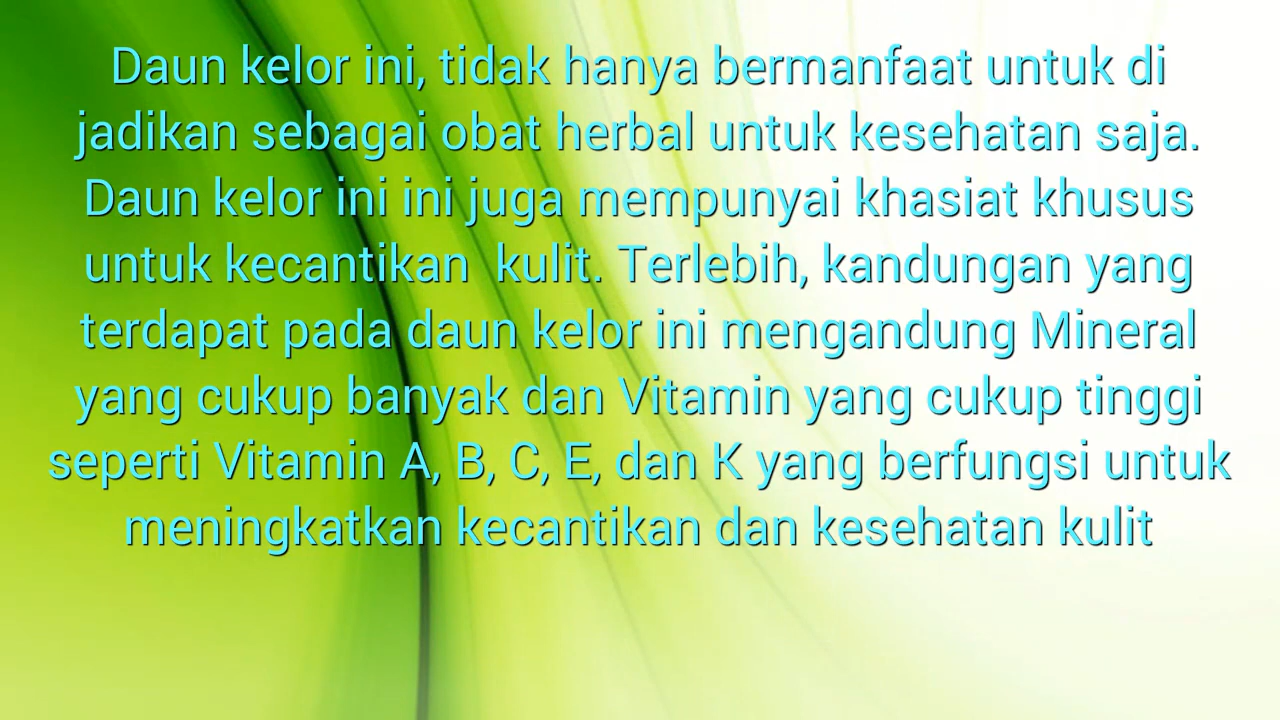 Daun kelor ini, tidak hanya bermanfaat untuk di
jadikan sebagai obat herbal untuk kesehatan saja.
Daun kelor ini ini juga mempunyai khasiat khusus
untuk kecantikan  kulit. Terlebih, kandungan yang
terdapat pada daun kelor ini mengandung Mineral
yang cukup banyak dan Vitamin yang cukup tinggi
seperti Vitamin A, B, C, E, dan K yang berfungsi untuk
meningkatkan kecantikan dan kesehatan kulit